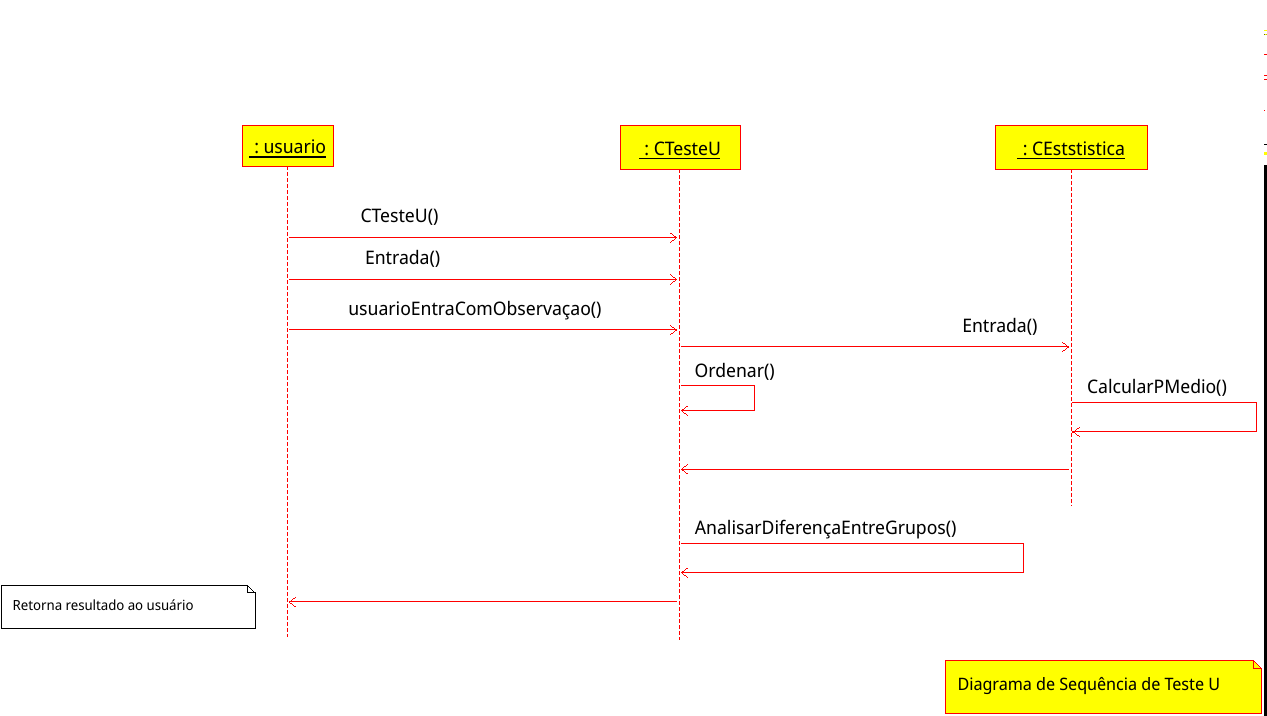 : usuario
: CTesteU
: CEststistica
CTesteU()
Entrada()
usuarioEntraComObservaçao()
Entrada()
Ordenar()
CalcularPMedio()
AnalisarDiferençaEntreGrupos()
Retorna resultado ao usuário
Diagrama de Sequência de Teste U